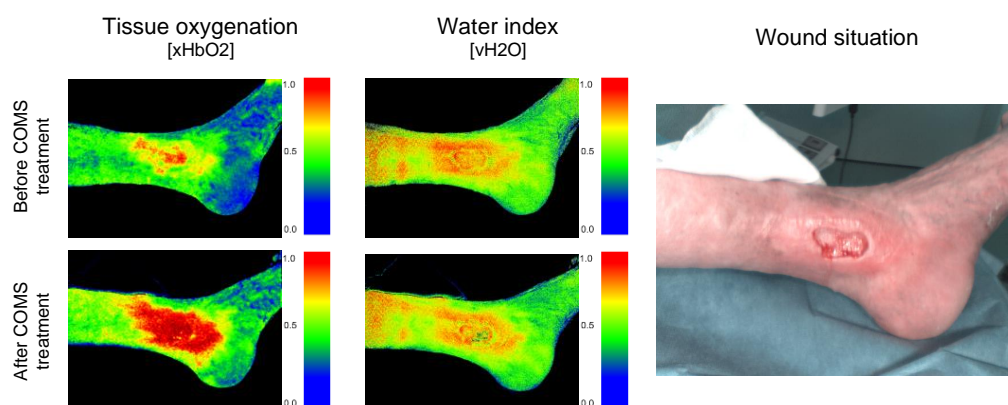 Tissue oxygenation
[xHbO2]
Water index
[vH2O]
Wound situation
Before COMS
treatment
1.0
0.5
0.0
1.0
0.5
0.0
After COMS
treatment
1.0
0.5
0.0
1.0
0.5
0.0